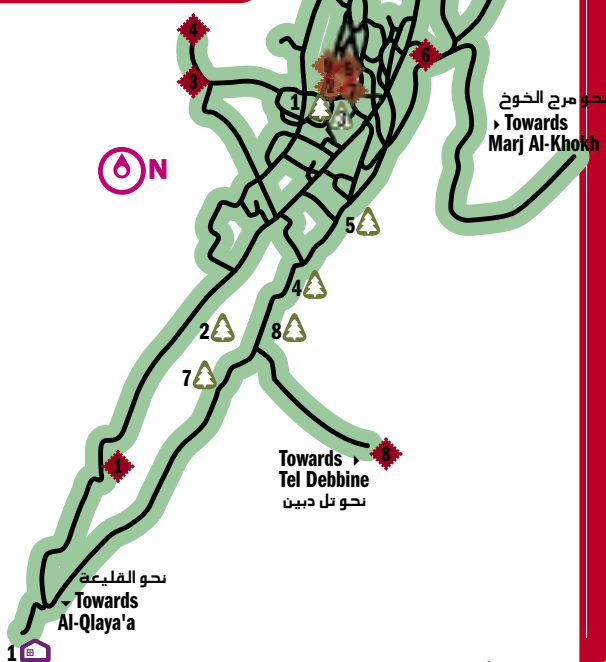 4
3
6
1
نحو مرج الخوخ
Towards
Marj Al-Khokh
N
5
4
2
8
7
1
Towards
Tel Debbine
نحو تل دبين
8
نحو القليعة
Towards
Al-Qlaya'a
1